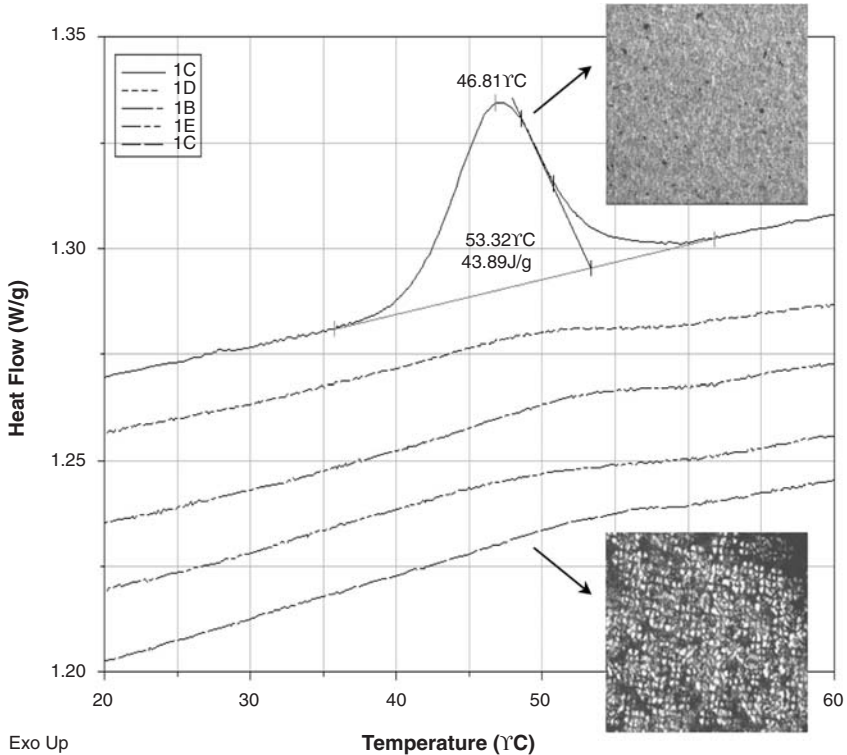 1.35
1.30
1.25
1.20
Heat Flow (W/g)
1C
1D
1B
1E
1C
46.81ϒC
53.32ϒC
43.89J/g
20
30
40
50
60
Exo Up
Temperature (ϒC)